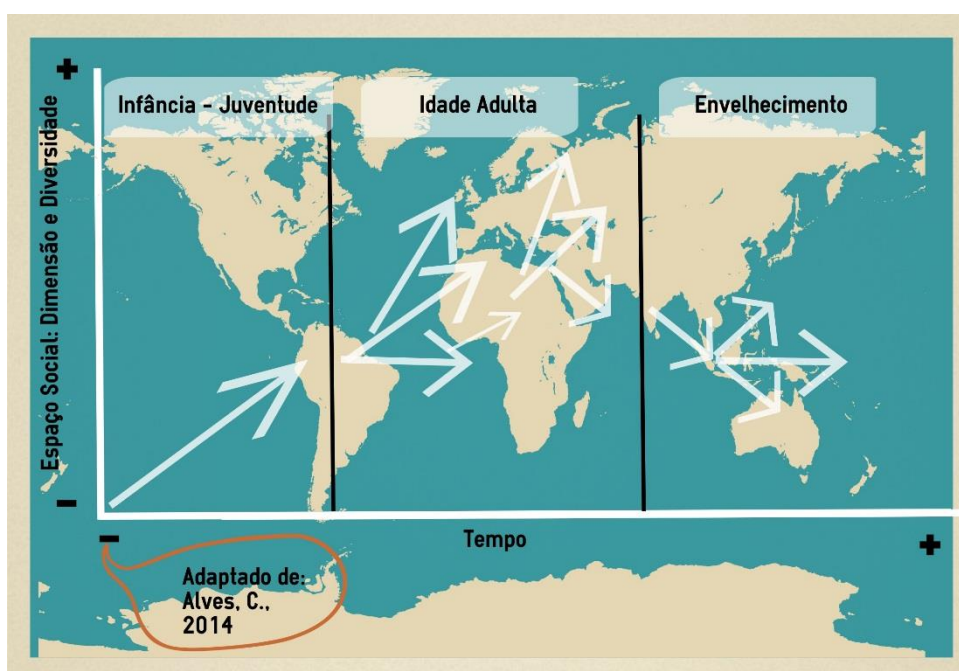 +
Infância - Juventude
Idade Adulta
Envelhecimento
Espaço Social: Dimensão e Diversidade
-
-
Tempo
+
Adaptado de:
Alves, C.,
2014